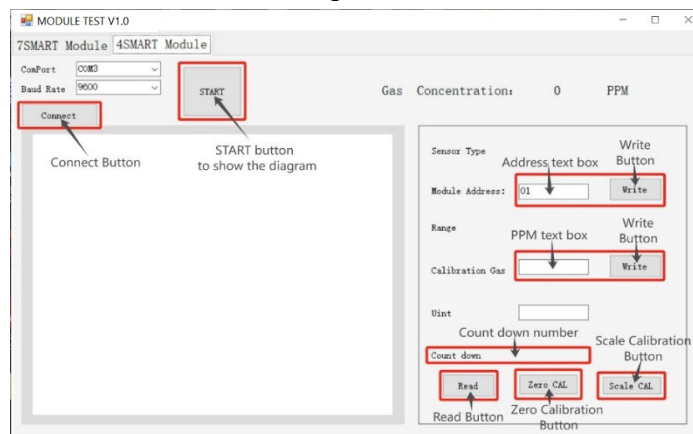 MODULE TEST V1.0
7SMART Module 4SMART Module
ComPort COM3
Baud Rate 9600
START
Gas Concentration: 0 PPM
Connect
Connect Button
START button
to show the diagram
Sensor Type
Write
Button
Address text box
Module Address: 01 Write
Range
Write
Button
PPM text box
Calibration Gas Write
Uint
Count down number
Scale Calibration
Button
Count down
Read Zero CAL Scale CAL
Read Button
Zero Calibration
Button